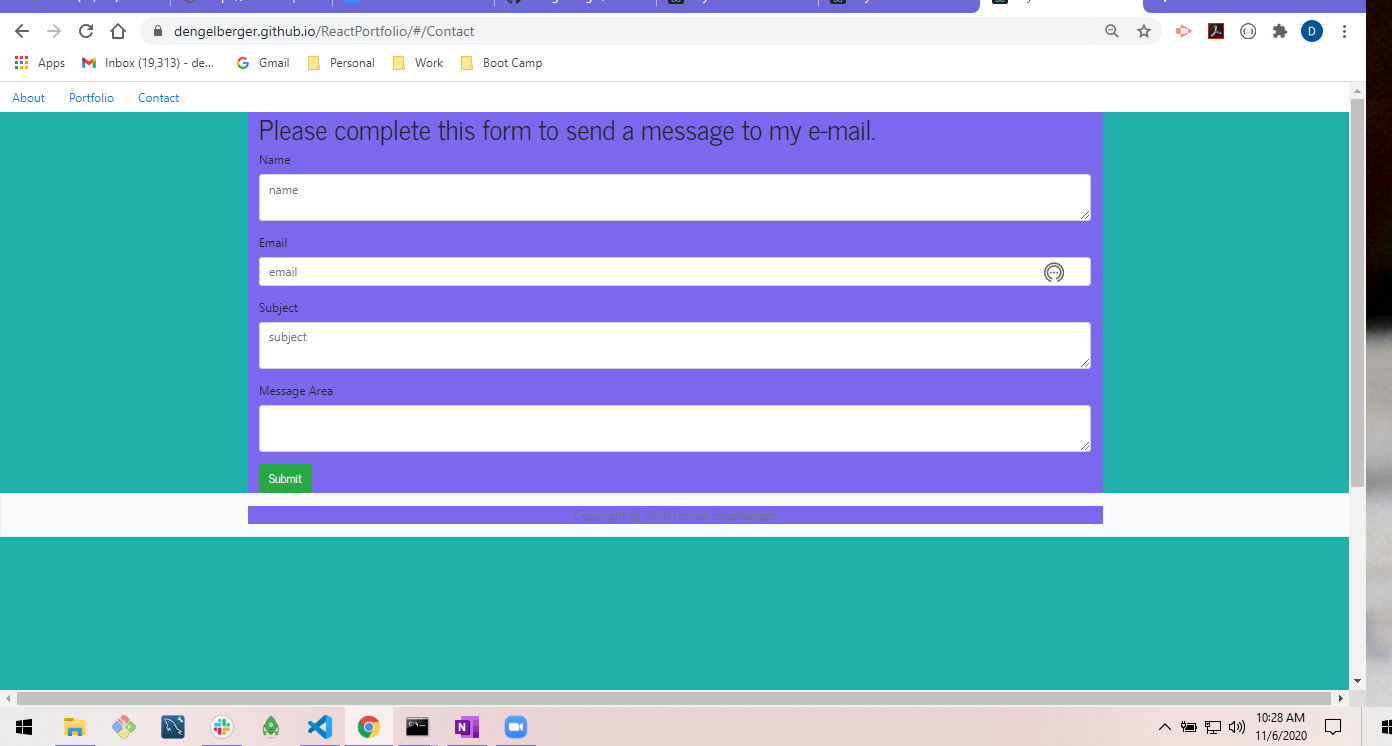 dengelberger.github.io/ReactPortfolio/#/Contact
D
Apps Inbox (19,313) - de... Gmail Personal Work Boot Camp
About Portfolio Contact
Please complete this form to send a message to my e-mail.
Name
name
Email
email
Subject
subject
Message Area
Submit
Copyright @ 2020 Donna Engelberger
10:28 AM
11/6/2020